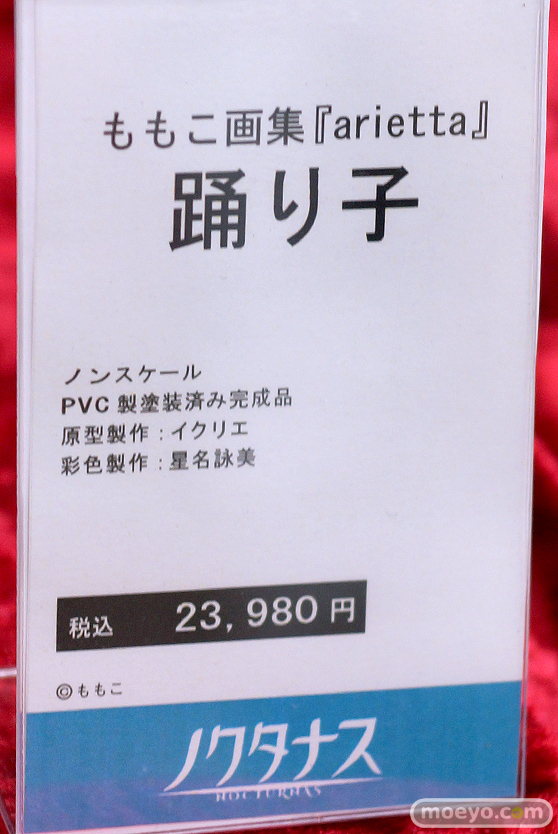 ももこ画集『arietta』
踊り子
ノンスケール
PVC 製塗装済み完成品
原型製作：イクリエ
彩色製作：星名詠美
税込 23,980 円
©ももこ
ノクタナス
NOCTURNAS
moeyo.com